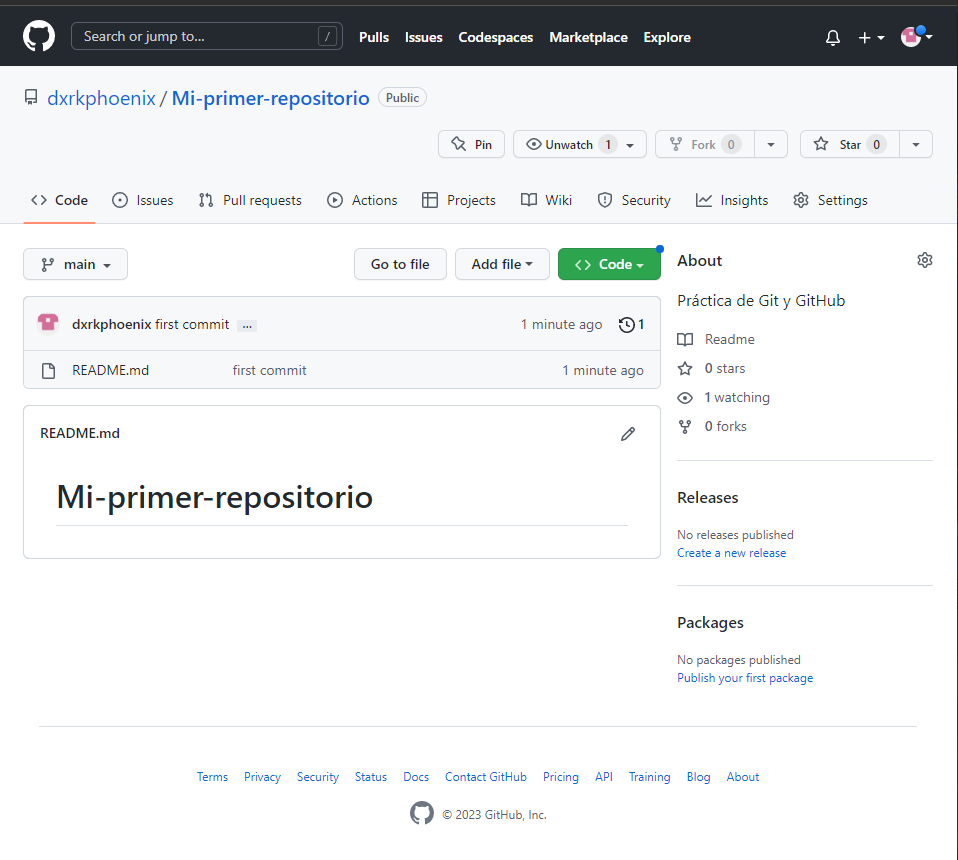 Search or jump to... /
Pulls Issues Codespaces Marketplace Explore
dxrkphoenix / Mi-primer-repositorio Public
Pin Unwatch 1 Fork 0 Star 0
Code Issues Pull requests Actions Projects Wiki Security Insights Settings
main Go to file Add file Code
dxrkphoenix first commit ... 1 minute ago 1
README.md first commit 1 minute ago
README.md
Mi-primer-repositorio
About
Práctica de Git y GitHub
Readme
0 stars
1 watching
0 forks
Releases
No releases published
Create a new release
Packages
No packages published
Publish your first package
Terms Privacy Security Status Docs Contact GitHub Pricing API Training Blog About
© 2023 GitHub, Inc.